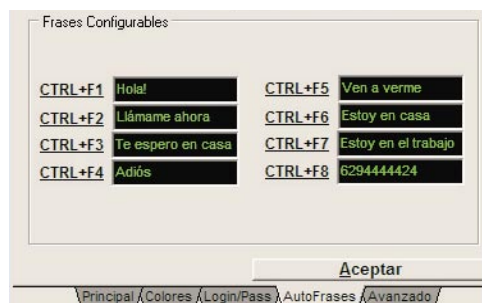 Frases Configurables
CTRL+F1 Hola!
CTRL+F2 Llámame ahora
CTRL+F3 Te espero en casa
CTRL+F4 Adiós
CTRL+F5 Ven a verme
CTRL+F6 Estoy en casa
CTRL+F7 Estoy en el trabajo
CTRL+F8 6294444424
Aceptar
Principal Colores Login/Pass AutoFrases Avanzado